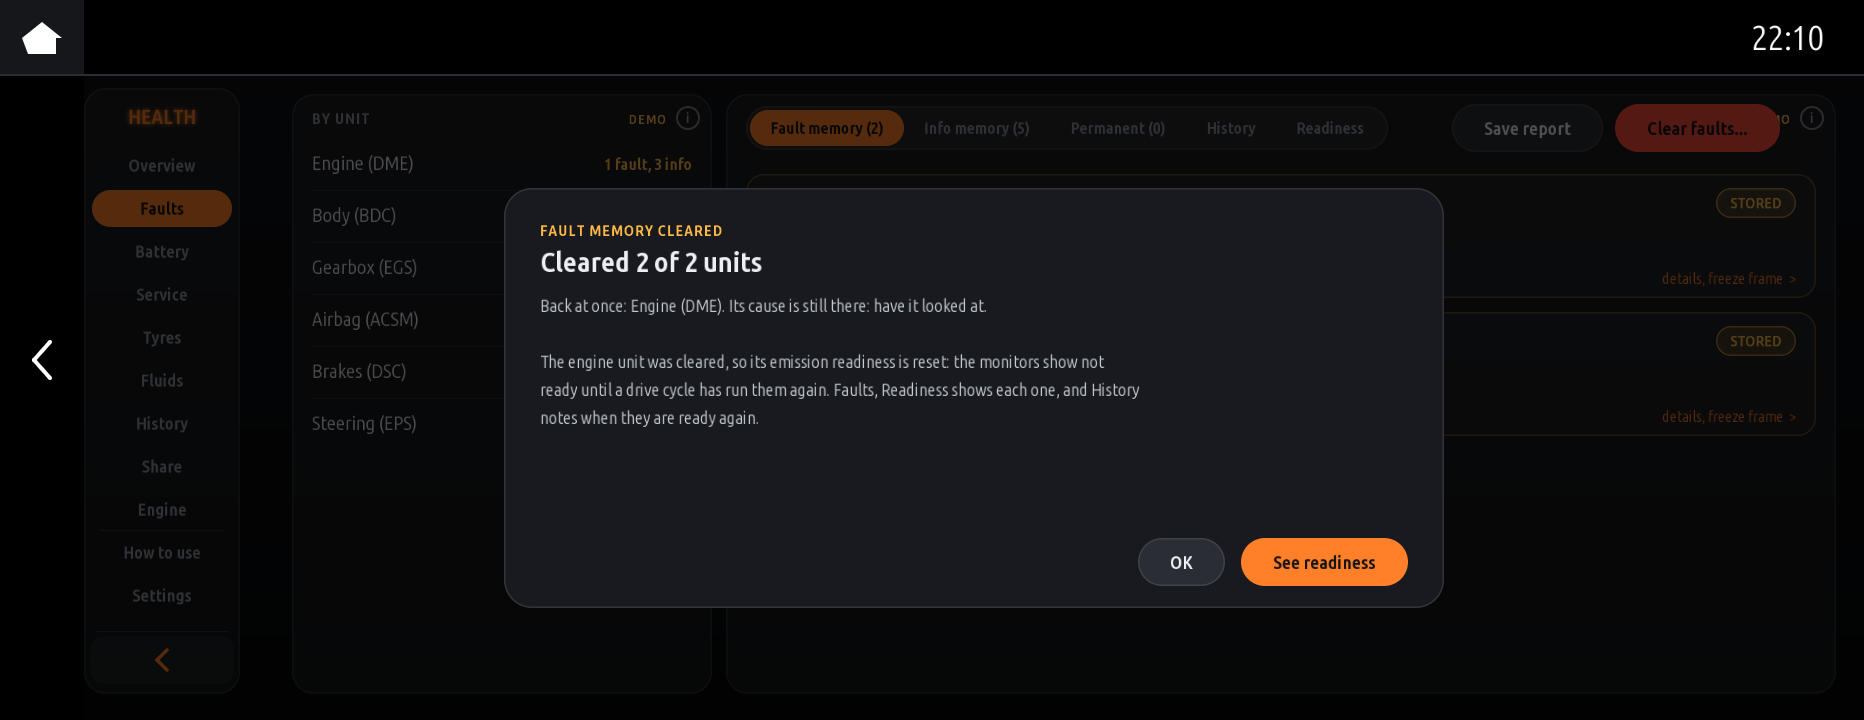 22:10
HEALTH
Overview
Faults
Battery
Service
Tyres
Fluids
History
Share
Engine
How to use
Settings
BY UNIT
DEMO
i
Engine (DME)
1 fault, 3 info
Body (BDC)
Gearbox (EGS)
Airbag (ACSM)
Brakes (DSC)
Steering (EPS)
Fault memory (2)
Info memory (5)
Permanent (0)
History
Readiness
Save report
Clear faults...
i
STORED
details, freeze frame >
STORED
details, freeze frame >
FAULT MEMORY CLEARED
Cleared 2 of 2 units
Back at once: Engine (DME). Its cause is still there: have it looked at.
The engine unit was cleared, so its emission readiness is reset: the monitors show not
ready until a drive cycle has run them again. Faults, Readiness shows each one, and History
notes when they are ready again.
OK
See readiness